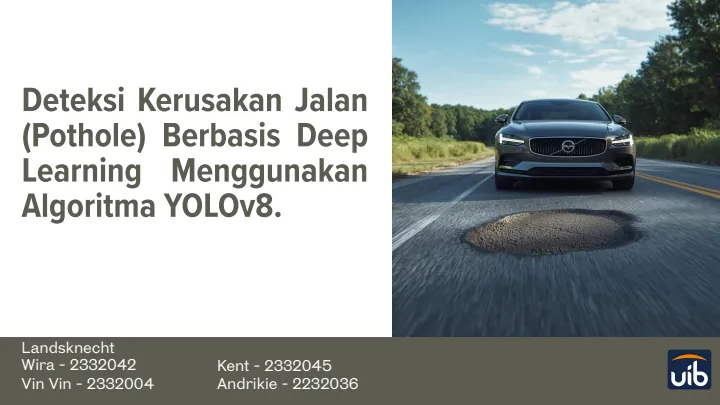 Deteksi Kerusakan Jalan
(Pothole) Berbasis Deep
Learning Menggunakan
Algoritma YOLOv8.
Landsknecht
Wira - 2332042
Vin Vin - 2332004
Kent - 2332045
Andrikie - 2232036
uib